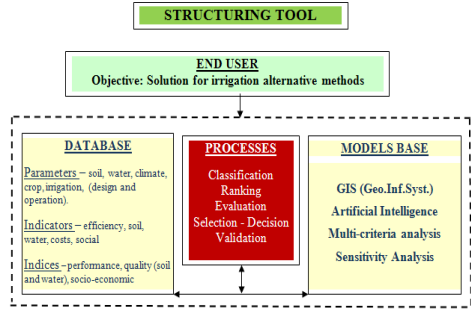 STRUCTURING TOOL
END USER
Objective: Solution for irrigation alternative methods
DATABASE
Parameters – soil, water, climate,
crop, irrigation, (design and
operation).
Indicators – efficiency, soil,
water, costs, social
Indices – performance, quality (soil
and water), socio-economic
PROCESSES
Classification
Ranking
Evaluation
Selection - Decision
Validation
MODELS BASE
GIS (Geo.Inf.Syst.)
Artificial Intelligence
Multi-criteria analysis
Sensitivity Analysis